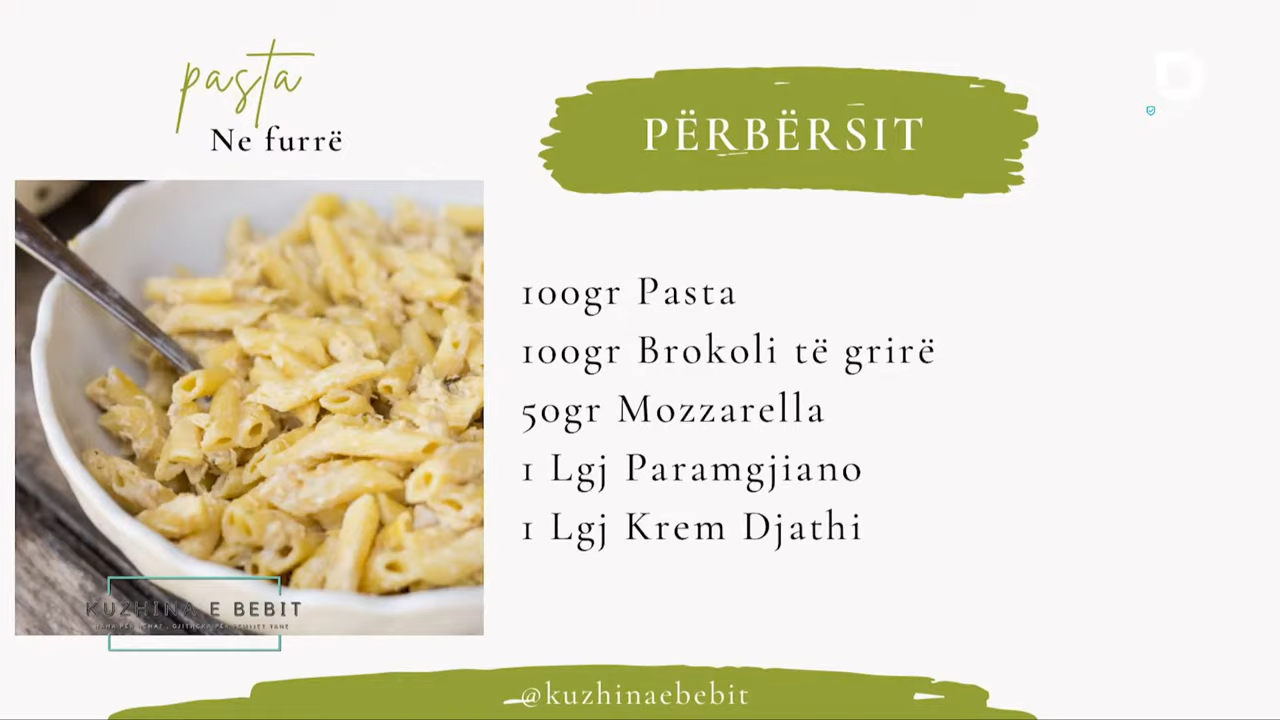 pasta
Ne furrë
PËRBËRSIT
100gr Pasta
100gr Brokoli të grirë
50gr Mozzarella
1 Lgj Paramgjiano
1 Lgj Krem Djathi
KUZHINA E BEBIT
@kuzhinaebebit